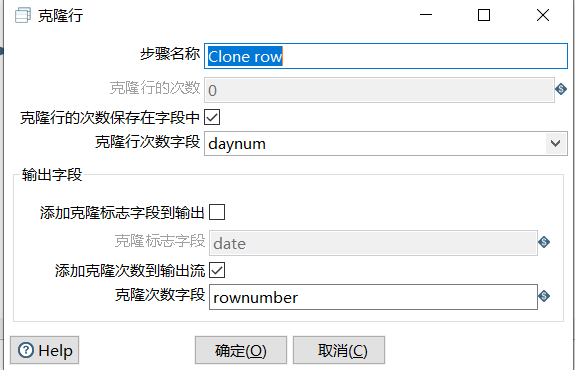 克隆行
步骤名称 Clone row
克隆行的次数 0
克隆行的次数保存在字段中
克隆行次数字段 daynum
输出字段
添加克隆标志字段到输出
克隆标志字段 date
添加克隆次数到输出流
克隆次数字段 rownumber
Help 确定(O) 取消(C)